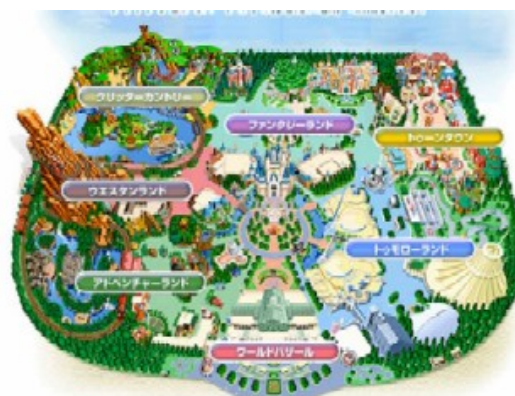 クリッターカントリー
ファンタジーランド
トゥーンタウン
ウエスタンランド
トゥモローランド
アドベンチャーランド
ワールドバザール